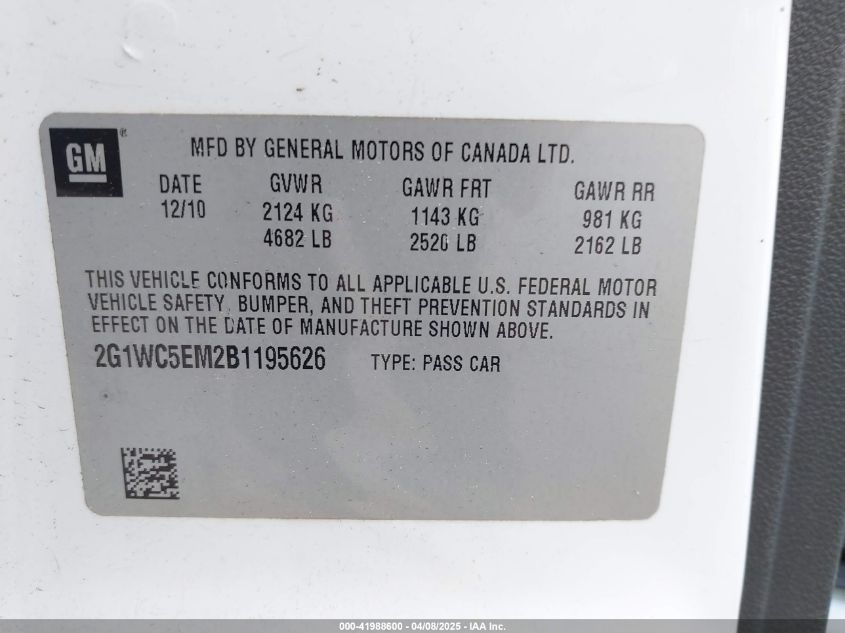 GM ®
MFD BY GENERAL MOTORS OF CANADA LTD.
DATE GVWR GAWR FRT GAWR RR
12/10 2124 KG 1143 KG 981 KG
4682 LB 2520 LB 2162 LB
THIS VEHICLE CONFORMS TO ALL APPLICABLE U.S. FEDERAL MOTOR
VEHICLE SAFETY, BUMPER, AND THEFT PREVENTION STANDARDS IN
EFFECT ON THE DATE OF MANUFACTURE SHOWN ABOVE.
2G1WC5EM2B1195626 TYPE: PASS CAR
000-41988600 - 04/08/2025 - IAA Inc.